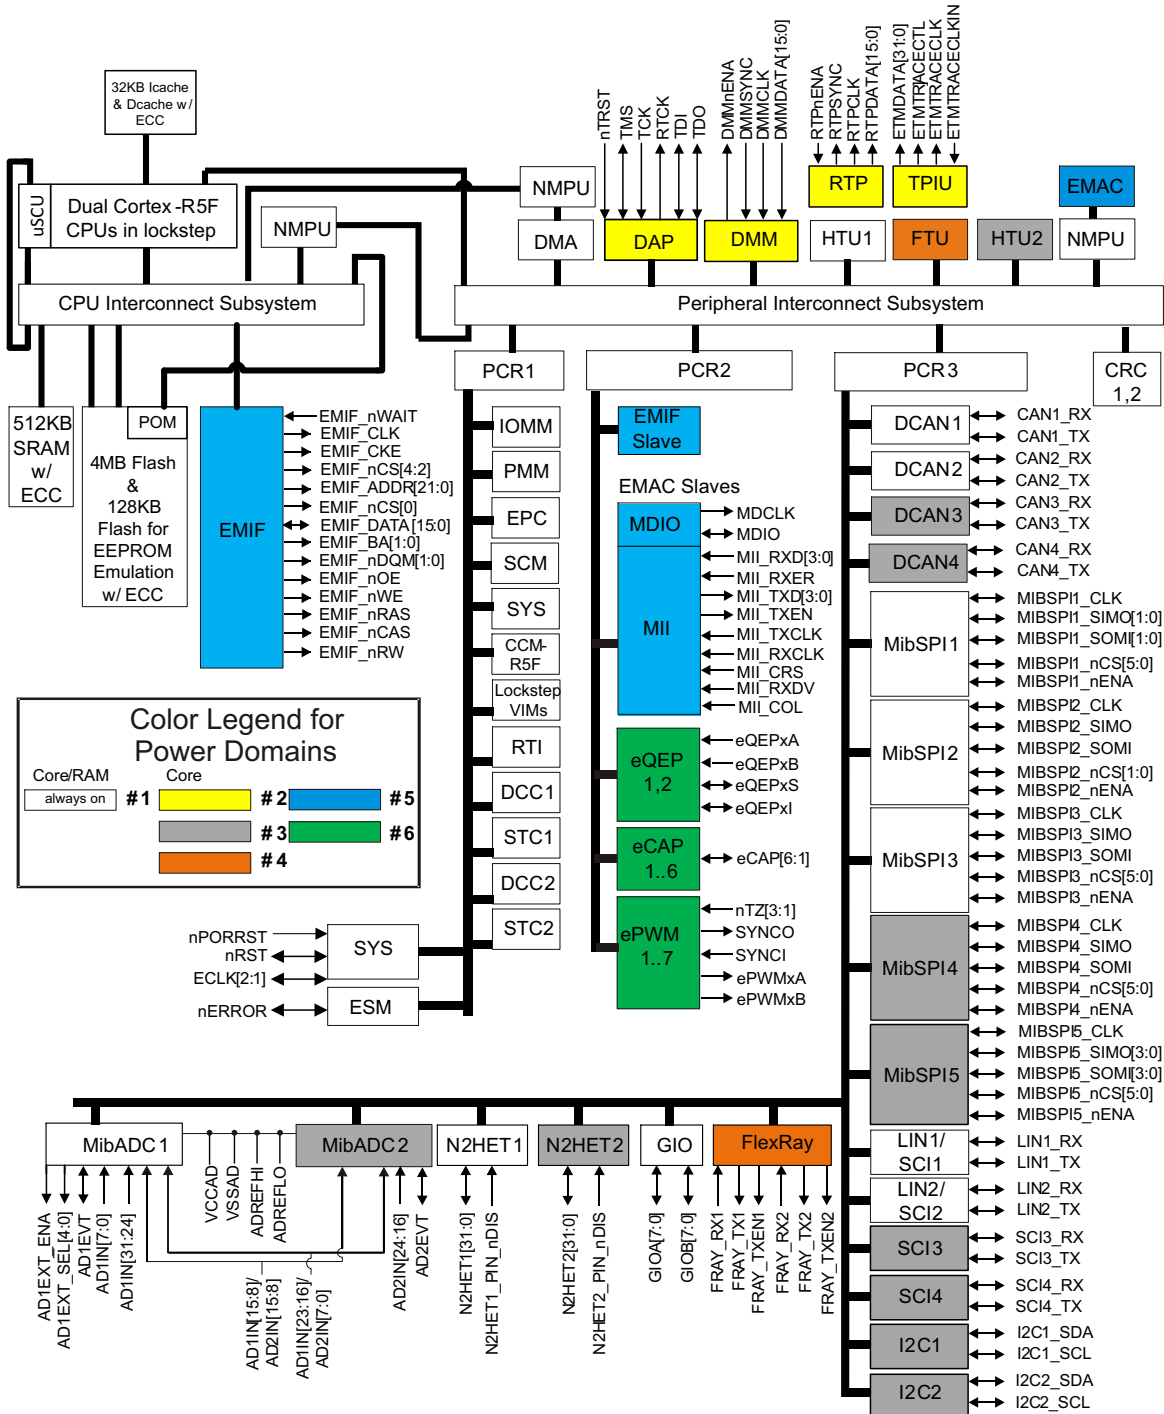 32KB Icache
& Dcache w/
ECC
uSCU
Dual Cortex -R5F
CPUs in lockstep
NMPU
CPU Interconnect Subsystem
NMPU
DMA
nTRST
TMS
TCK
RTCK
TDI
TDO
DAP
DMMnENA
DMMSYNC
DMMCLK
DMMDATA[15:0]
DMM
RTPnENA
RTPSYNC
RTPCLK
RTPDATA[15:0]
RTP
HTU1
ETMDATA[31:0]
ETMTRACECTL
ETMTRACECLK
ETMTRACECLKIN
TPIU
FTU
HTU2
EMAC
NMPU
Peripheral Interconnect Subsystem
PCR1
PCR2
PCR3
CRC
1,2
512KB
SRAM
w/
ECC
POM
4MB Flash
&
128KB
Flash for
EEPROM
Emulation
w/ ECC
EMIF
EMIF_nWAIT
EMIF_CLK
EMIF_CKE
EMIF_nCS[4:2]
EMIF_ADDR[21:0]
EMIF_nCS[0]
EMIF_DATA[15:0]
EMIF_BA[1:0]
EMIF_nDQM[1:0]
EMIF_nOE
EMIF_nWE
EMIF_nRAS
EMIF_nCAS
EMIF_nRW
IOMM
PMM
EPC
SCM
SYS
CCM-
R5F
Lockstep
VIMs
RTI
DCC1
STC1
DCC2
STC2
EMIF
Slave
EMAC Slaves
MDIO
MDCLK
MDIO
MII
MII_RXD[3:0]
MII_RXER
MII_TXD[3:0]
MII_TXEN
MII_TXCLK
MII_RXCLK
MII_CRS
MII_RXDV
MII_COL
eQEP
1,2
eQEPxA
eQEPxB
eQEPxS
eQEPxI
eCAP
1..6
eCAP[6:1]
ePWM
1..7
nTZ[3:1]
SYNCO
SYNCI
ePWMxA
ePWMxB
DCAN1
CAN1_RX
CAN1_TX
DCAN2
CAN2_RX
CAN2_TX
DCAN3
CAN3_RX
CAN3_TX
DCAN4
CAN4_RX
CAN4_TX
MibSPI1
MIBSPI1_CLK
MIBSPI1_SIMO[1:0]
MIBSPI1_SOMI[1:0]
MIBSPI1_nCS[5:0]
MIBSPI1_nENA
MibSPI2
MIBSPI2_CLK
MIBSPI2_SIMO
MIBSPI2_SOMI
MIBSPI2_nCS[1:0]
MIBSPI2_nENA
MibSPI3
MIBSPI3_CLK
MIBSPI3_SIMO
MIBSPI3_SOMI
MIBSPI3_nCS[5:0]
MIBSPI3_nENA
MibSPI4
MIBSPI4_CLK
MIBSPI4_SIMO
MIBSPI4_SOMI
MIBSPI4_nCS[5:0]
MIBSPI4_nENA
MibSPI5
MIBSPI5_CLK
MIBSPI5_SIMO[3:0]
MIBSPI5_SOMI[3:0]
MIBSPI5_nCS[5:0]
MIBSPI5_nENA
LIN1/
SCI1
LIN1_RX
LIN1_TX
LIN2/
SCI2
LIN2_RX
LIN2_TX
SCI3
SCI3_RX
SCI3_TX
SCI4
SCI4_RX
SCI4_TX
I2C1
I2C1_SDA
I2C1_SCL
I2C2
I2C2_SDA
I2C2_SCL
Color Legend for
Power Domains
Core/RAM
Core
always on
#1
#2
#5
#3
#6
#4
nPORRST
nRST
ECLK[2:1]
SYS
nERROR
ESM
MibADC1
MibADC2
N2HET1
N2HET2
GIO
FlexRay
AD1EXT_ENA
AD1EXT_SEL[4:0]
AD1EVT
AD1IN[7:0]
AD1IN[31:24]
VCCAD
VSSAD
ADREFHI
ADREFLO
AD1IN[15:8]/
AD2IN[15:8]
AD1IN[23:16]/
AD2IN[7:0]
AD2IN[24:16]
AD2EVT
N2HET1[31:0]
N2HET1_PIN_nDIS
N2HET2[31:0]
N2HET2_PIN_nDIS
GIOA[7:0]
GIOB[7:0]
FRAY_RX1
FRAY_TX1
FRAY_TXEN1
FRAY_RX2
FRAY_TX2
FRAY_TXEN2